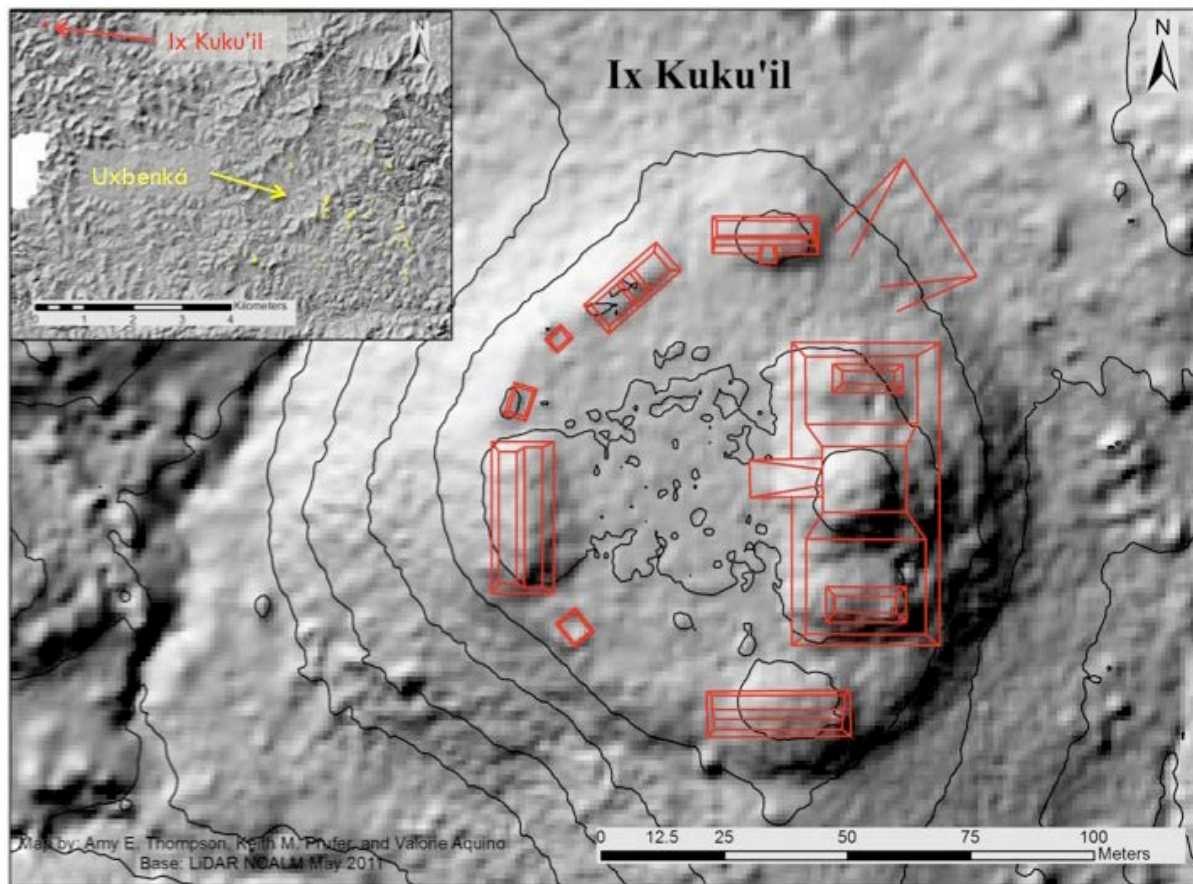 Ix Kuku'il
N
Uxbenká
Kilometers
0 1 2 3 4
Ix Kuku'il
N
Map by: Amy E. Thompson, Keith M. Prufer, and Valorie Aquino
Base: LiDAR NCALM May 2011
0 12.5 25 50 75 100
Meters